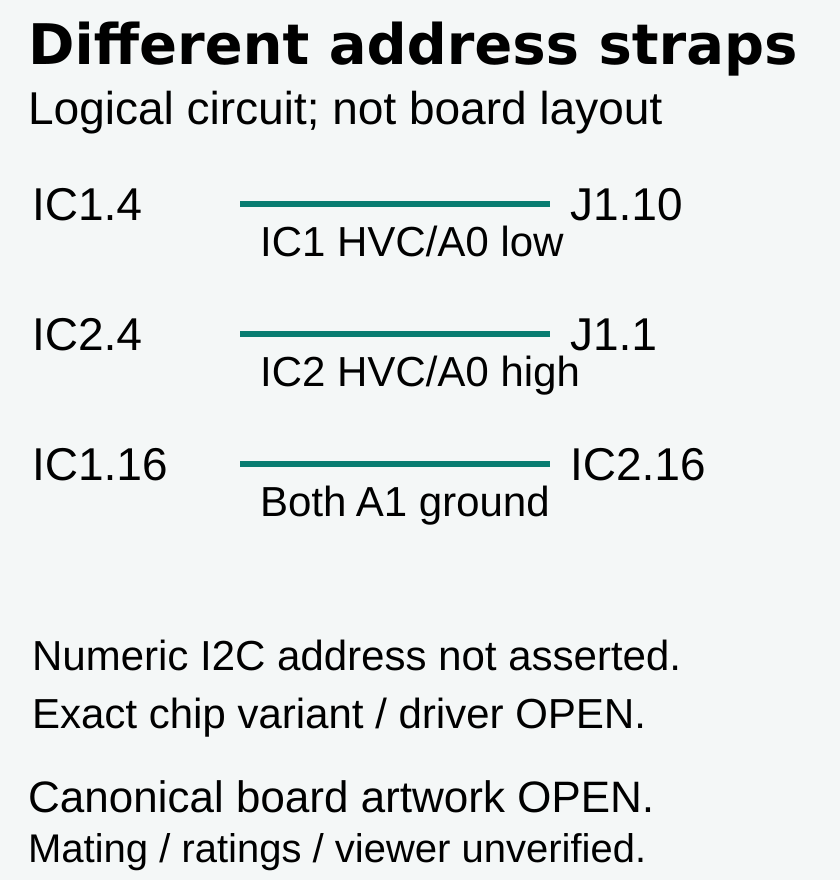 Different address straps
Logical circuit; not board layout
IC1.4 J1.10
IC1 HVC/A0 low
IC2.4 J1.1
IC2 HVC/A0 high
IC1.16 IC2.16
Both A1 ground
Numeric I2C address not asserted.
Exact chip variant / driver OPEN.
Canonical board artwork OPEN.
Mating / ratings / viewer unverified.